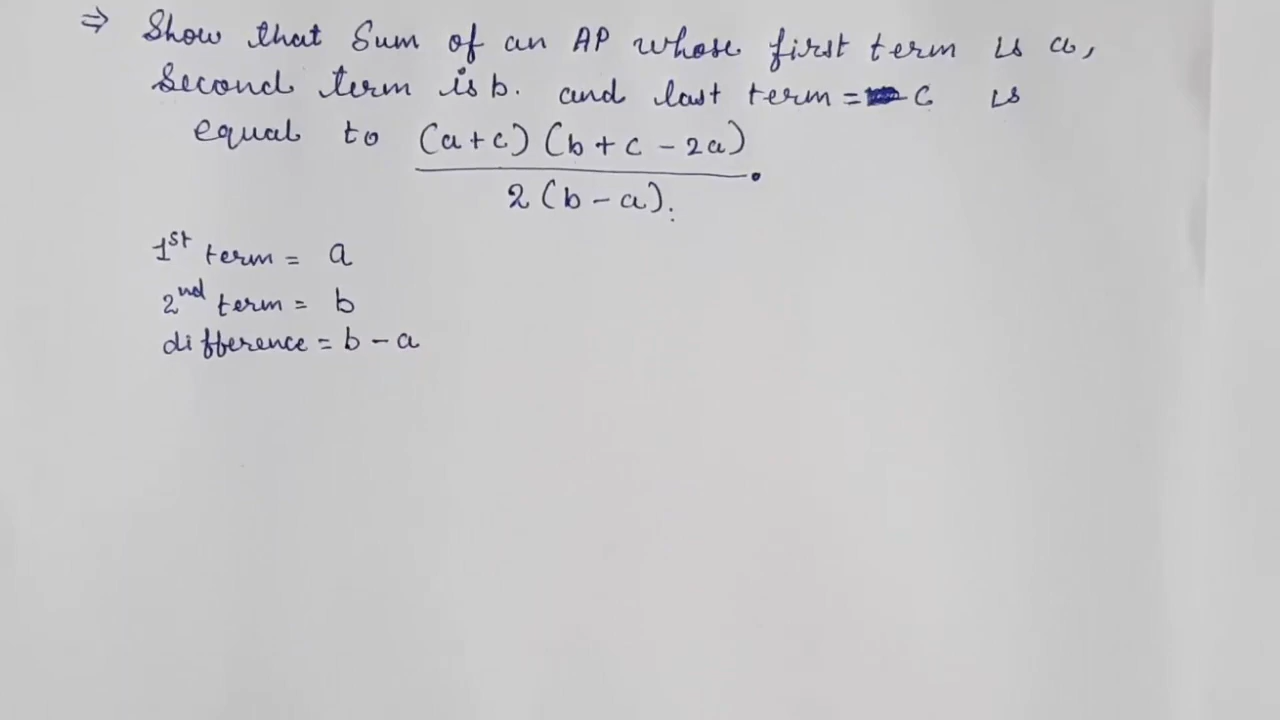 ⇒ Show that Sum of an AP whose first term is a,
Second term is b. and last term = c is
equal to (a+c) (b+c-2a)
2(b-a).
1st term = a
2nd term = b
difference = b-a